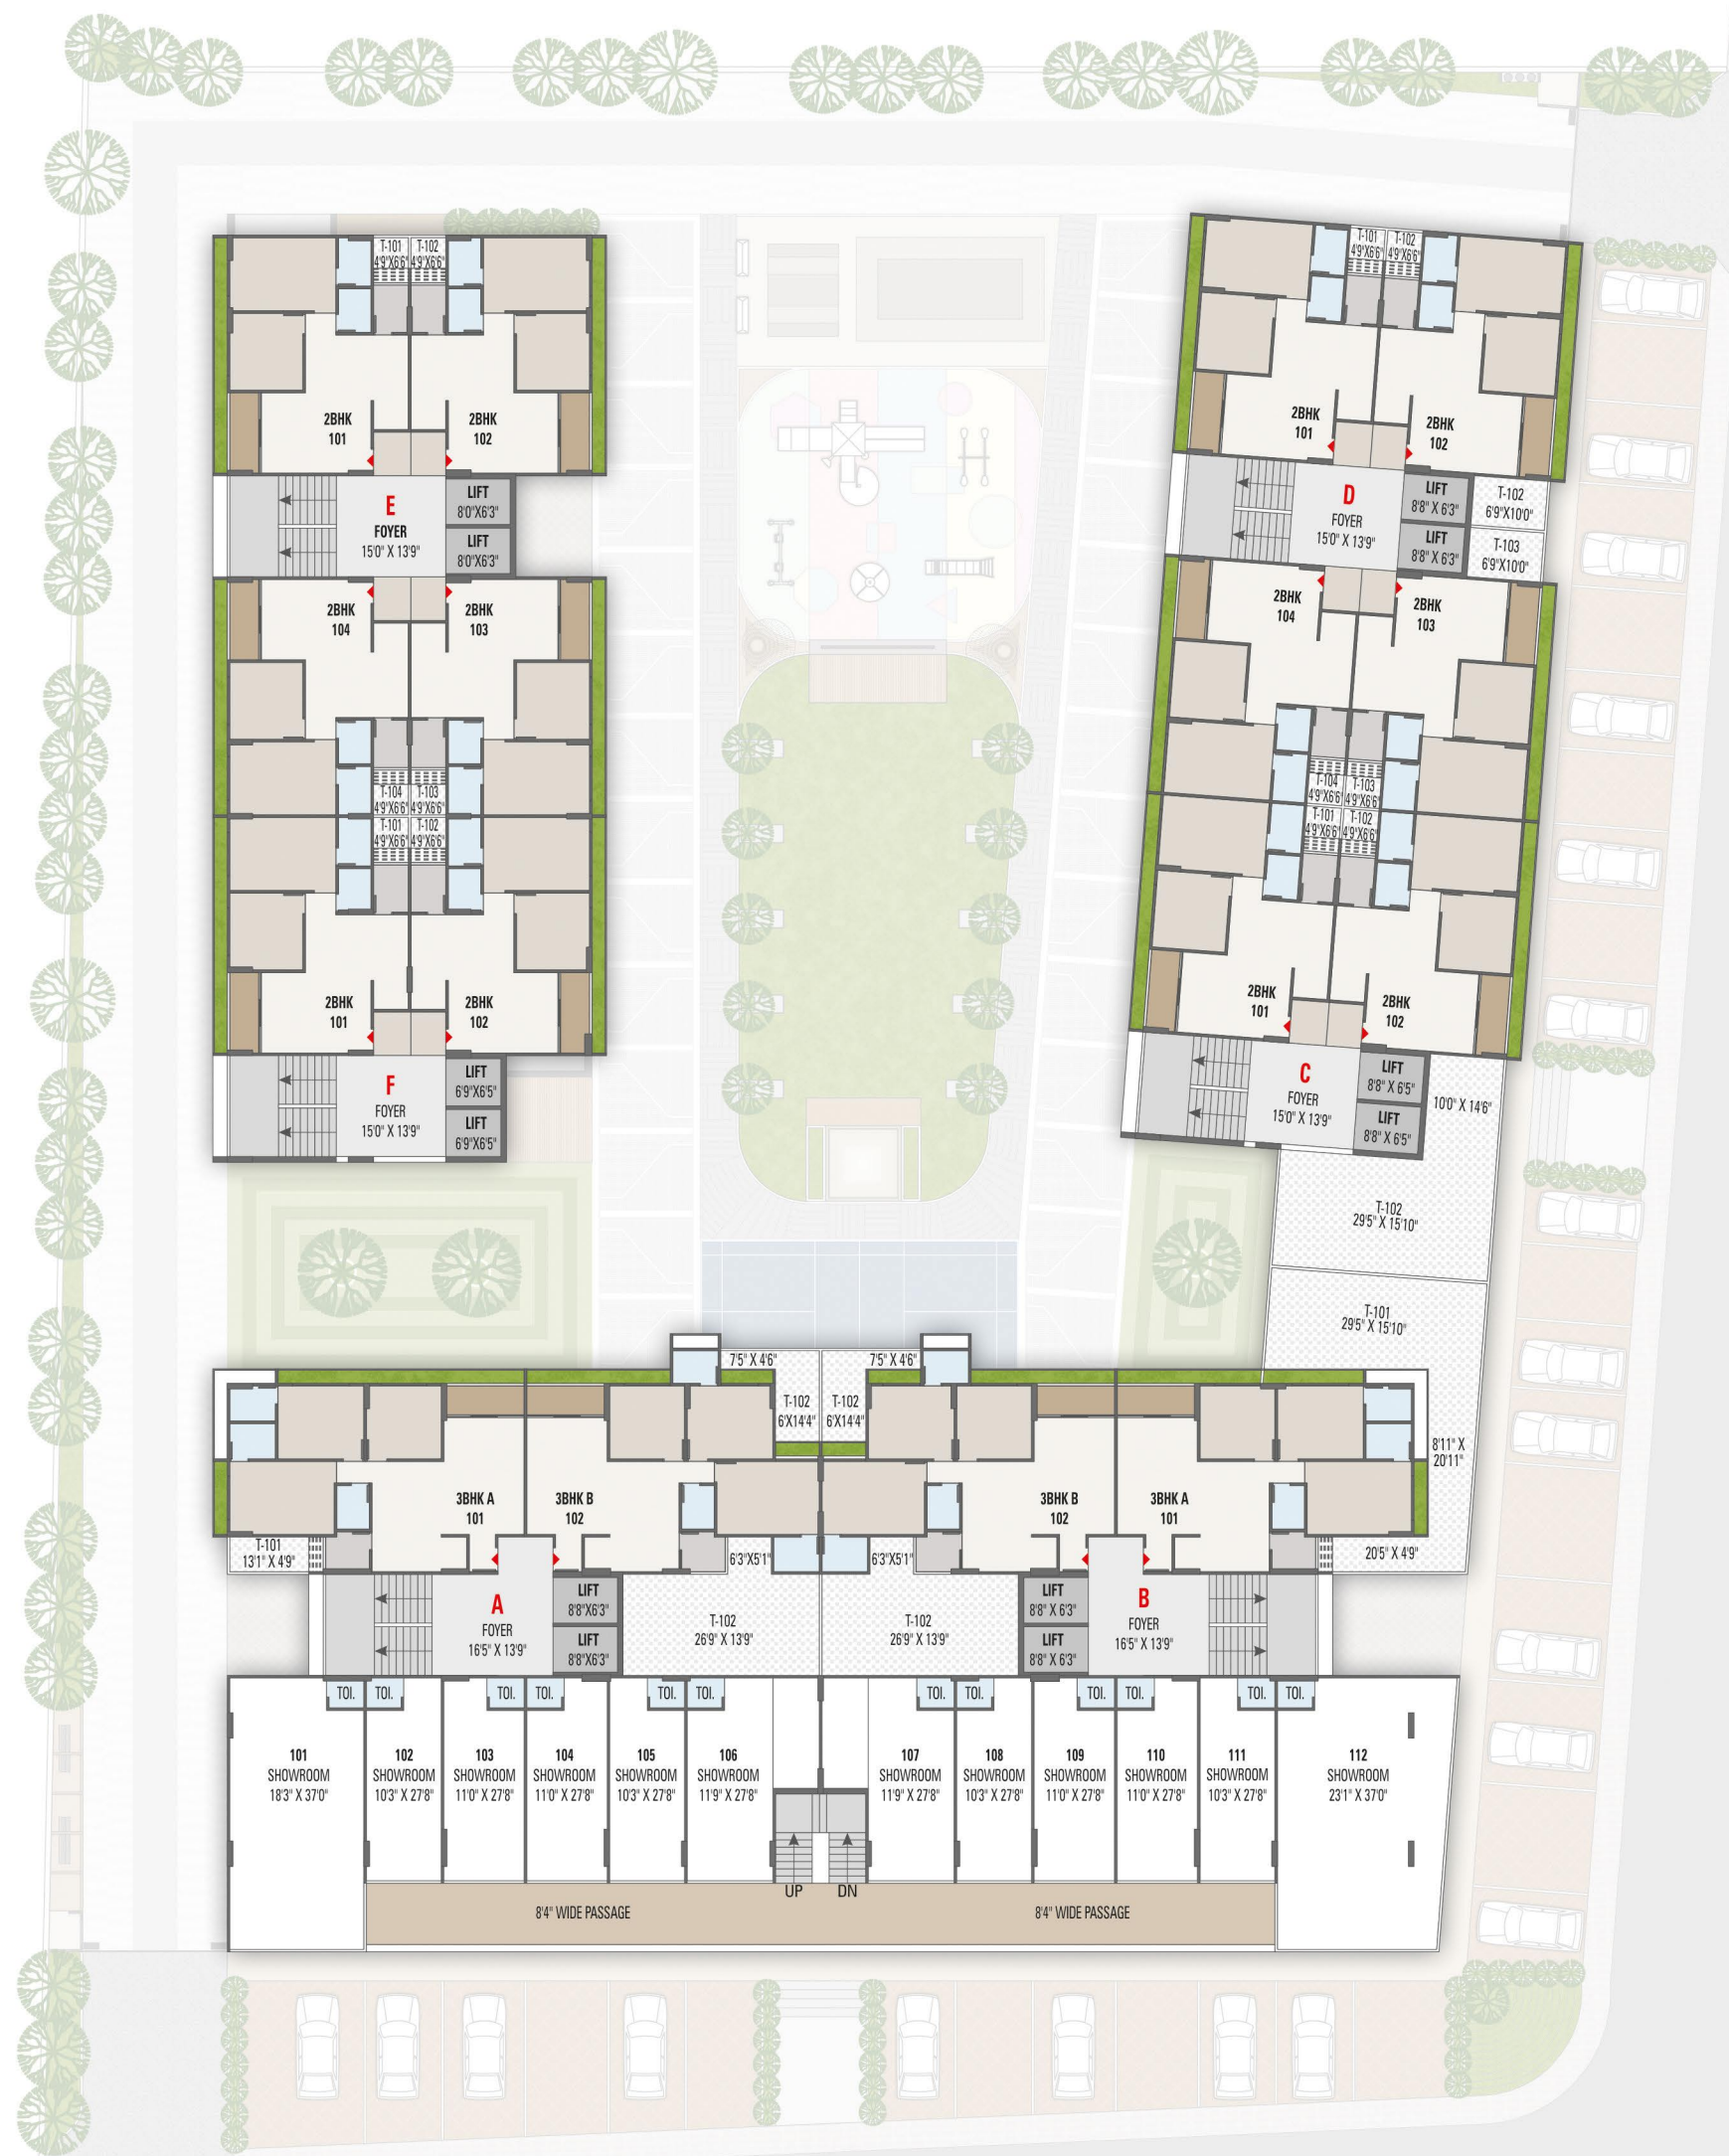 T-101
4'9"X6'6"
T-102
4'9"X6'6"
2BHK
101
2BHK
102
E
FOYER
15'0" X 13'9"
LIFT
8'0"X6'3"
LIFT
8'0"X6'3"
2BHK
104
2BHK
103
T-104
4'9"X6'6"
T-103
4'9"X6'6"
T-101
4'9"X6'6"
T-102
4'9"X6'6"
2BHK
101
2BHK
102
F
FOYER
15'0" X 13'9"
LIFT
6'9"X6'5"
LIFT
6'9"X6'5"
T-101
4'9"X6'6"
T-102
4'9"X6'6"
2BHK
101
2BHK
102
D
FOYER
15'0" X 13'9"
LIFT
8'8" X 6'3"
LIFT
8'8" X 6'3"
T-102
6'9"X10'0"
T-103
6'9"X10'0"
2BHK
104
2BHK
103
T-104
4'9"X6'6"
T-103
4'9"X6'6"
T-101
4'9"X6'6"
T-102
4'9"X6'6"
2BHK
101
2BHK
102
C
FOYER
15'0" X 13'9"
LIFT
8'8" X 6'5"
LIFT
8'8" X 6'5"
10'0" X 14'6"
T-102
29'5" X 15'10"
T-101
29'5" X 15'10"
8'11" X
20'11"
20'5" X 4'9"
7'5" X 4'6"
7'5" X 4'6"
T-102
6'X14'4"
T-102
6'X14'4"
3BHK A
101
3BHK B
102
3BHK B
102
3BHK A
101
T-101
13'1" X 4'9"
6'3"X5'1"
6'3"X5'1"
A
FOYER
16'5" X 13'9"
LIFT
8'8"X6'3"
LIFT
8'8"X6'3"
T-102
26'9" X 13'9"
T-102
26'9" X 13'9"
LIFT
8'8" X 6'3"
LIFT
8'8" X 6'3"
B
FOYER
16'5" X 13'9"
TOI. TOI. TOI. TOI. TOI. TOI. TOI. TOI. TOI. TOI. TOI. TOI.
101
SHOWROOM
18'3" X 37'0"
102
SHOWROOM
10'3" X 27'8"
103
SHOWROOM
11'0" X 27'8"
104
SHOWROOM
11'0" X 27'8"
105
SHOWROOM
10'3" X 27'8"
106
SHOWROOM
11'9" X 27'8"
107
SHOWROOM
11'9" X 27'8"
108
SHOWROOM
10'3" X 27'8"
109
SHOWROOM
11'0" X 27'8"
110
SHOWROOM
11'0" X 27'8"
111
SHOWROOM
10'3" X 27'8"
112
SHOWROOM
23'1" X 37'0"
UP DN
8'4" WIDE PASSAGE
8'4" WIDE PASSAGE